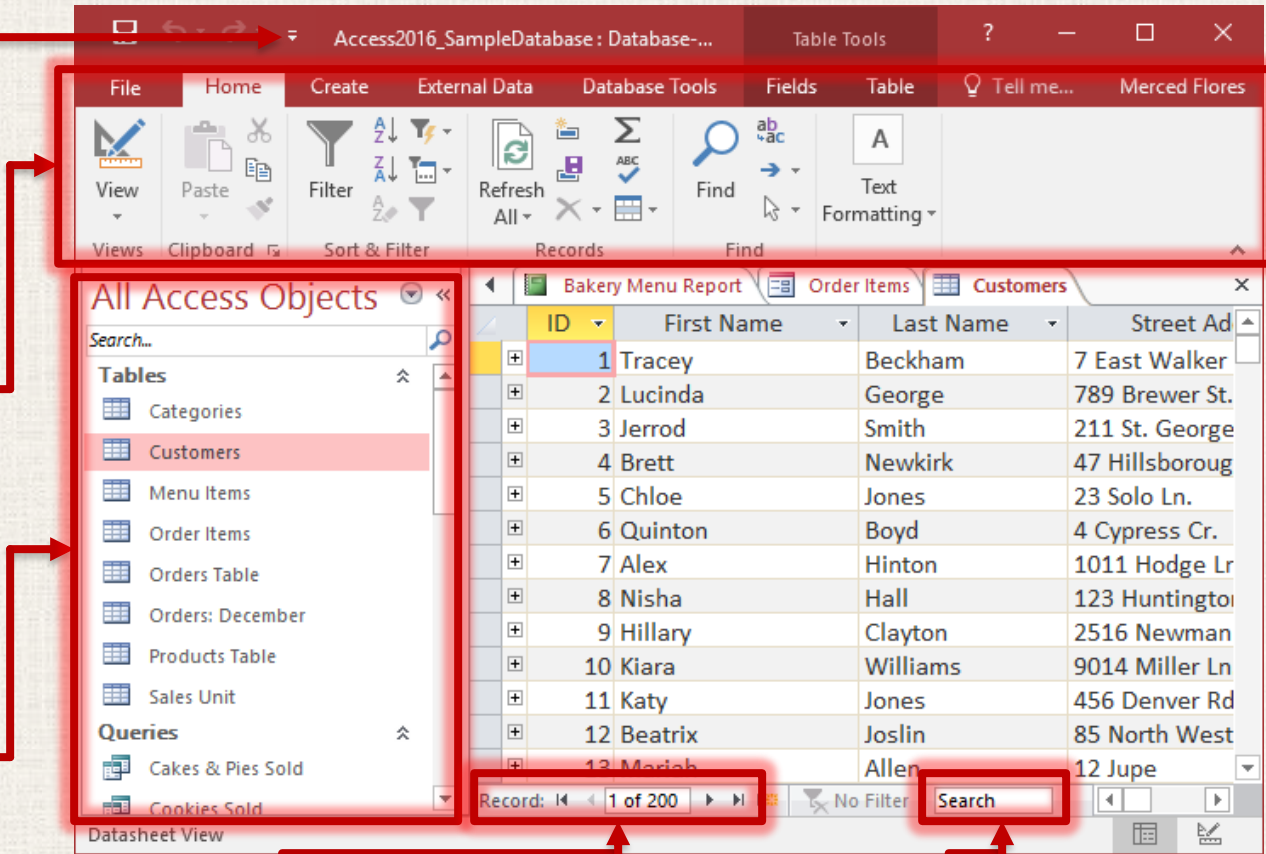 Access2016_SampleDatabase : Database-... Table Tools ?
File Home Create External Data Database Tools Fields Table Tell me... Merced Flores
View Paste Filter Refresh All Find Text Formatting
Views Clipboard Sort & Filter Records Find
All Access Objects
Search...
Tables
Categories
Customers
Menu Items
Order Items
Orders Table
Orders: December
Products Table
Sales Unit
Queries
Cakes & Pies Sold
Cookies Sold
Bakery Menu Report Order Items Customers
ID First Name Last Name Street Ad
1 Tracey Beckham 7 East Walker
2 Lucinda George 789 Brewer St.
3 Jerrod Smith 211 St. George
4 Brett Newkirk 47 Hillsboroug
5 Chloe Jones 23 Solo Ln.
6 Quinton Boyd 4 Cypress Cr.
7 Alex Hinton 1011 Hodge Lr
8 Nisha Hall 123 Huntingto
9 Hillary Clayton 2516 Newman
10 Kiara Williams 9014 Miller Ln
11 Katy Jones 456 Denver Rd
12 Beatrix Joslin 85 North West
13 Mariah Allen 12 Jupe
Record: 1 of 200 No Filter Search
Datasheet View